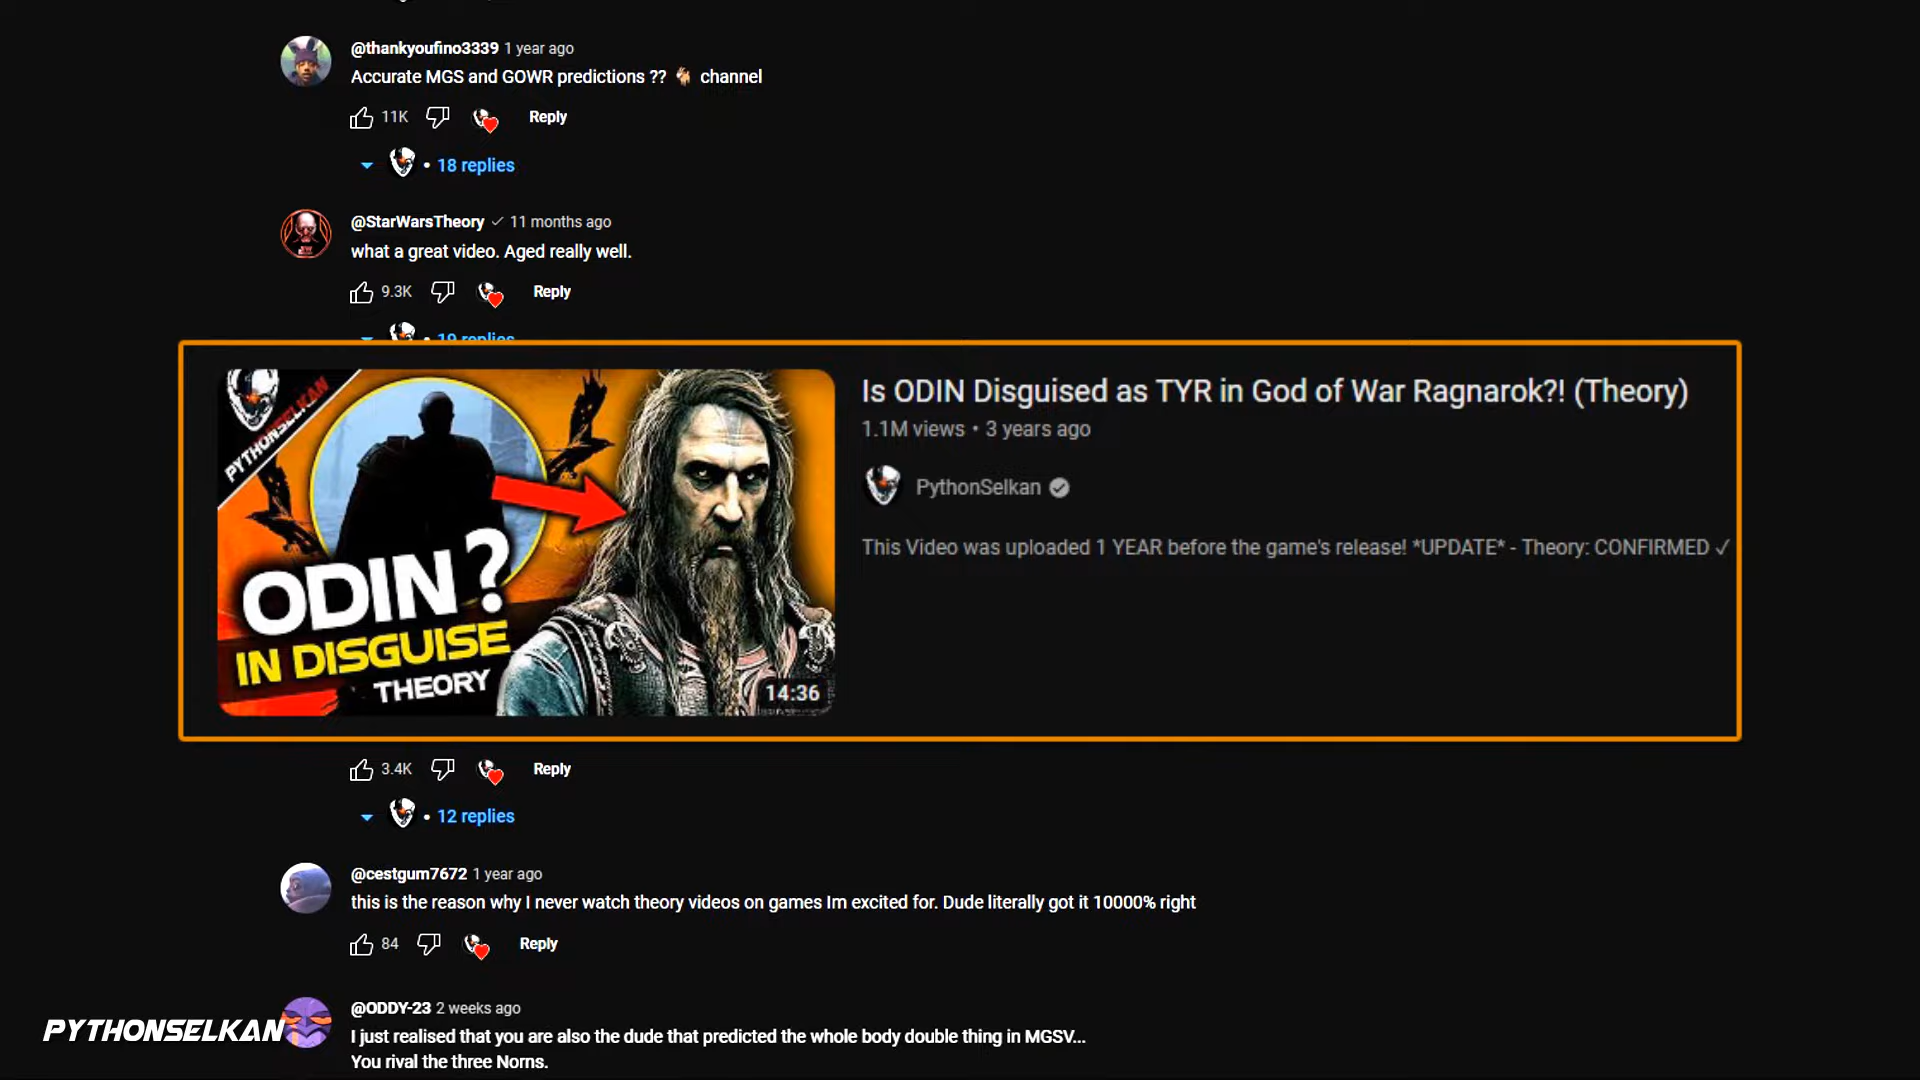 @thankyoufino3339 1 year ago
Accurate MGS and GOWR predictions ?? 🐐 channel
11K Reply
• 18 replies
@StarWarsTheory ✓ 11 months ago
what a great video. Aged really well.
9.3K Reply
• 19 replies
PYTHONSELKAN
ODIN?
IN DISGUISE
THEORY
14:36
Is ODIN Disguised as TYR in God of War Ragnarok?! (Theory)
1.1M views • 3 years ago
PythonSelkan
This Video was uploaded 1 YEAR before the game's release! *UPDATE* - Theory: CONFIRMED ✓
3.4K Reply
• 12 replies
@cestgum7672 1 year ago
this is the reason why I never watch theory videos on games Im excited for. Dude literally got it 10000% right
84 Reply
@ODDY-23 2 weeks ago
I just realised that you are also the dude that predicted the whole body double thing in MGSV...
You rival the three Norns.
PYTHONSELKAN